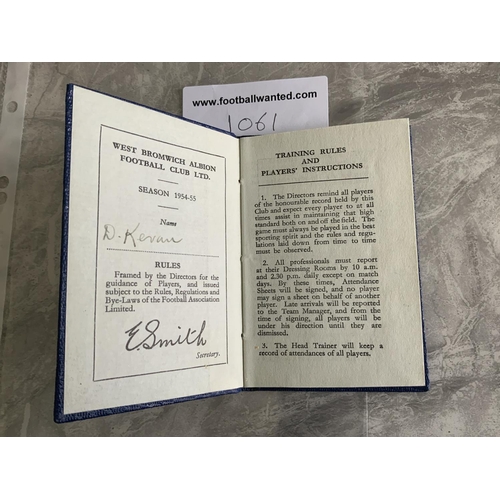 www.footballwanted.com
1061
WEST BROMWICH ALBION
FOOTBALL CLUB LTD.
SEASON 1954-55
Name
D. Kevan
RULES
Framed by the Directors for the
guidance of Players, and issued
subject to the Rules, Regulations and
Bye-Laws of the Football Association
Limited.
E. Smith
Secretary.
TRAINING RULES
AND
PLAYERS' INSTRUCTIONS
1. The Directors remind all players
of the honourable record held by this
Club and expect every player to at all
times assist in maintaining that high
standard both on and off the field. The
game must always be played in the best
sporting spirit and the rules and regu-
lations laid down from time to time
must be observed.
2. All professionals must report
at their Dressing Rooms by 10 a.m.
and 2.30 p.m. daily except on match
days. By these times, Attendance
Sheets will be signed, and no player
may sign a sheet on behalf of another
player. Late arrivals will be reported
to the Team Manager, and from the
time of signing, all players will be
under his direction until they are
dismissed.
3. The Head Trainer will keep a
record of attendances of all players.